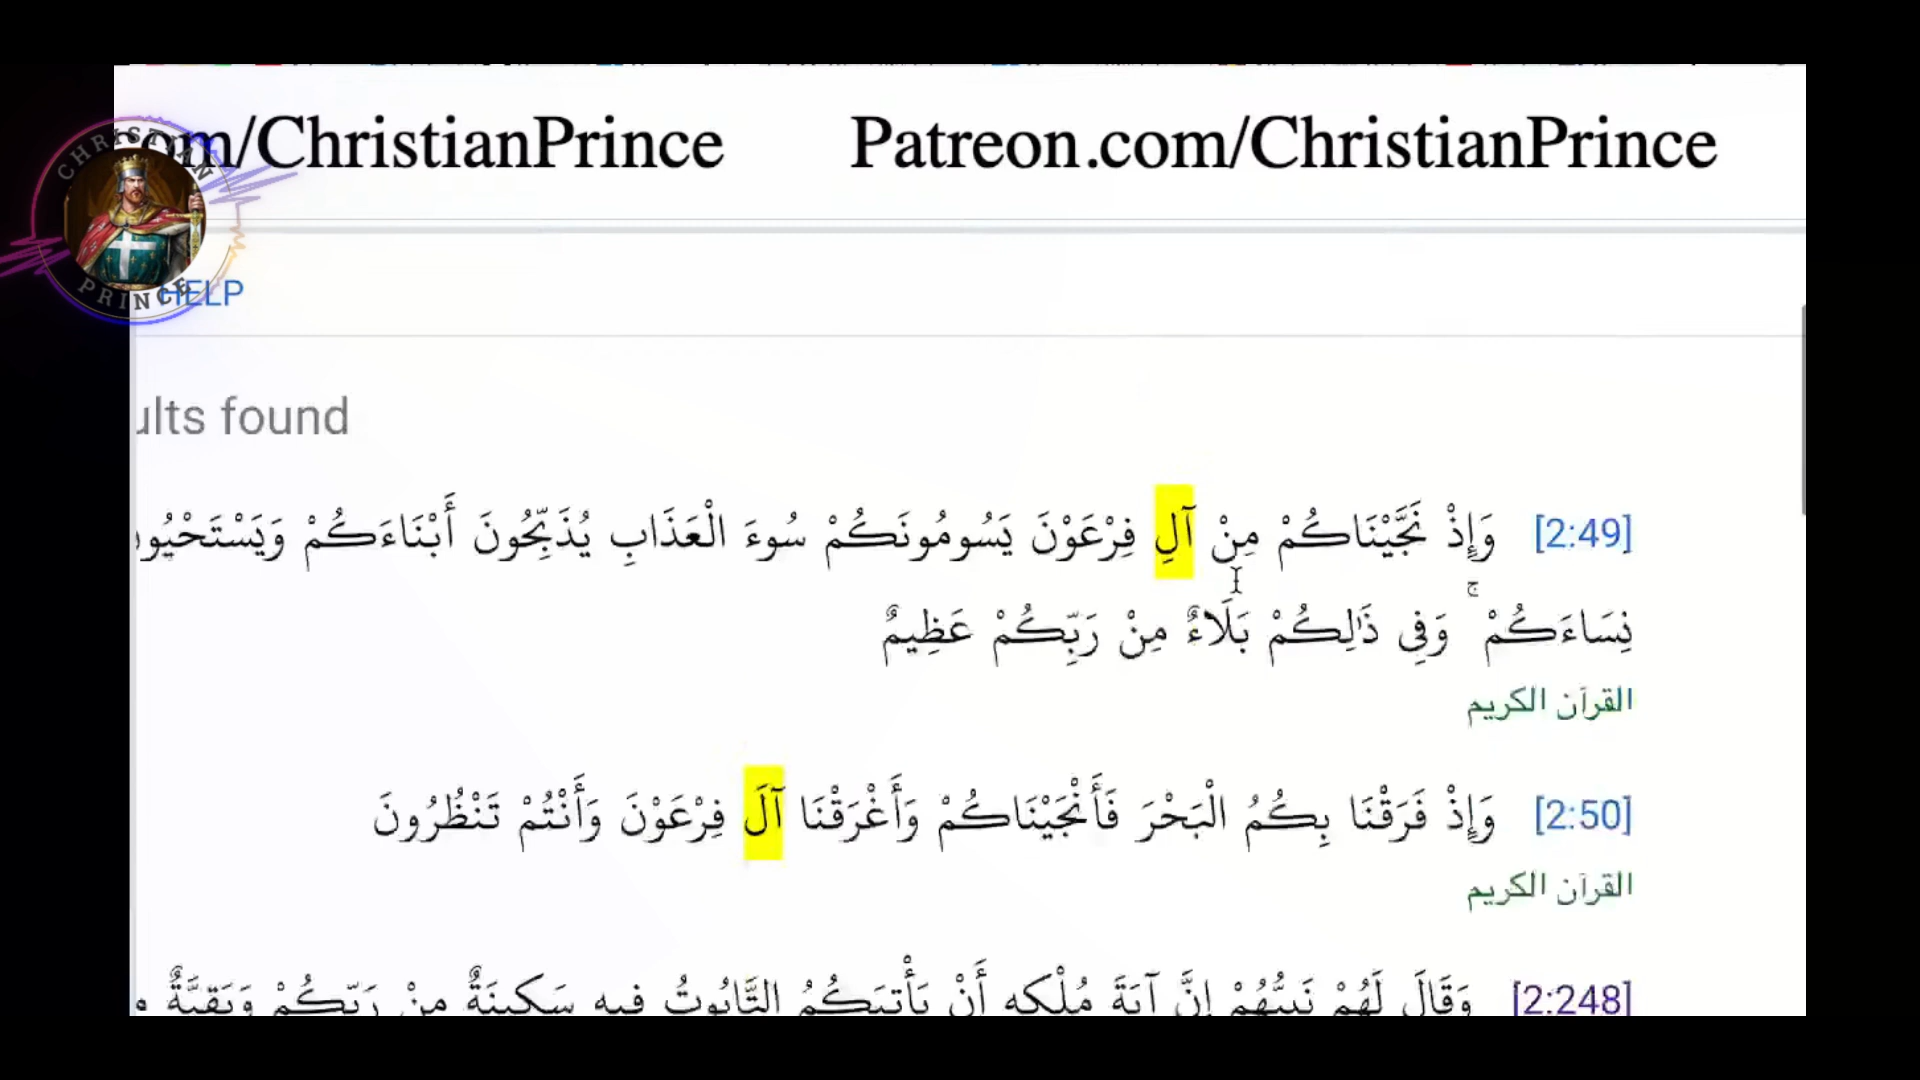 om/ChristianPrince Patreon.com/ChristianPrince
CHRISTIAN
PRINCE
HELP
ults found
[2:49] وَإِذْ نَجَّيْنَاكُمْ مِنْ آلِ فِرْعَوْنَ يَسُومُونَكُمْ سُوءَ الْعَذَابِ يُذَبِّحُونَ أَبْنَاءَكُمْ وَيَسْتَحْيُو
نِسَاءَكُمْ ۚ وَفِي ذَٰلِكُمْ بَلَاءٌ مِنْ رَبِّكُمْ عَظِيمٌ
القرآن الكريم
[2:50] وَإِذْ فَرَقْنَا بِكُمُ الْبَحْرَ فَأَنْجَيْنَاكُمْ وَأَغْرَقْنَا آلَ فِرْعَوْنَ وَأَنْتُمْ تَنْظُرُونَ
القرآن الكريم
[2:248] وَقَالَ لَهُمْ نَبِيُّهُمْ إِنَّ آيَةَ مُلْكِهِ أَنْ يَأْتِيَكُمُ التَّابُوتُ فِيهِ سَكِينَةٌ مِنْ رَبِّكُمْ وَبَقِيَّةٌ